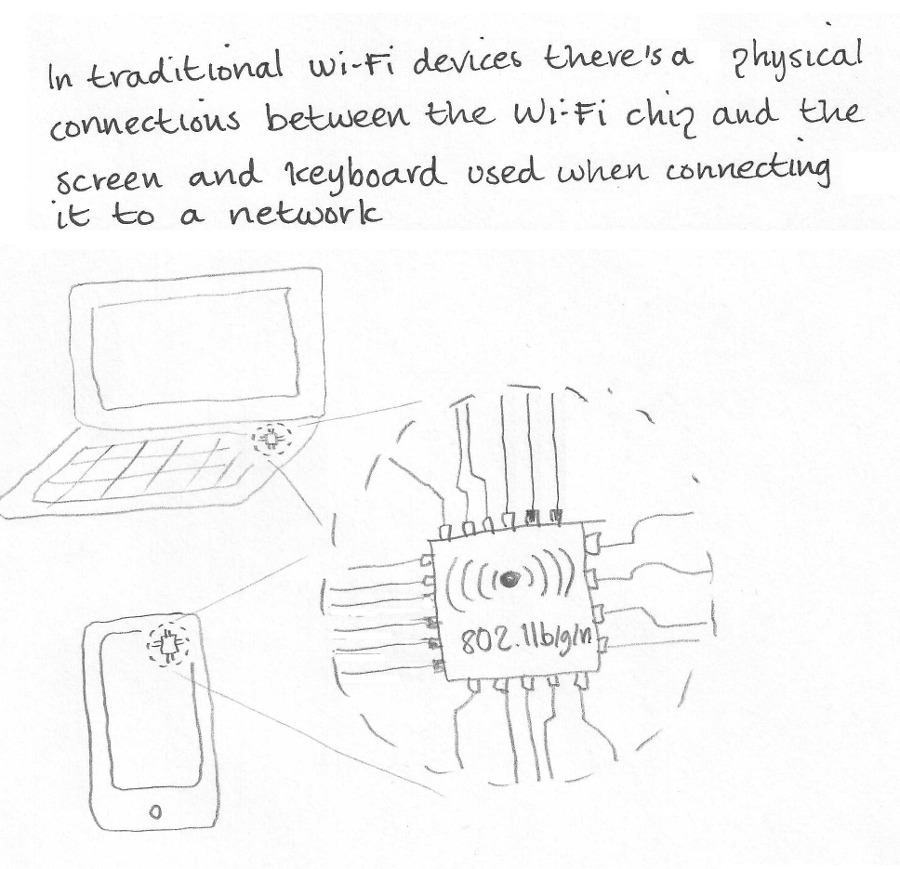 In traditional Wi-Fi devices there's a physical
connections between the Wi-Fi chip and the
screen and keyboard used when connecting
it to a network
802.11b/g/n